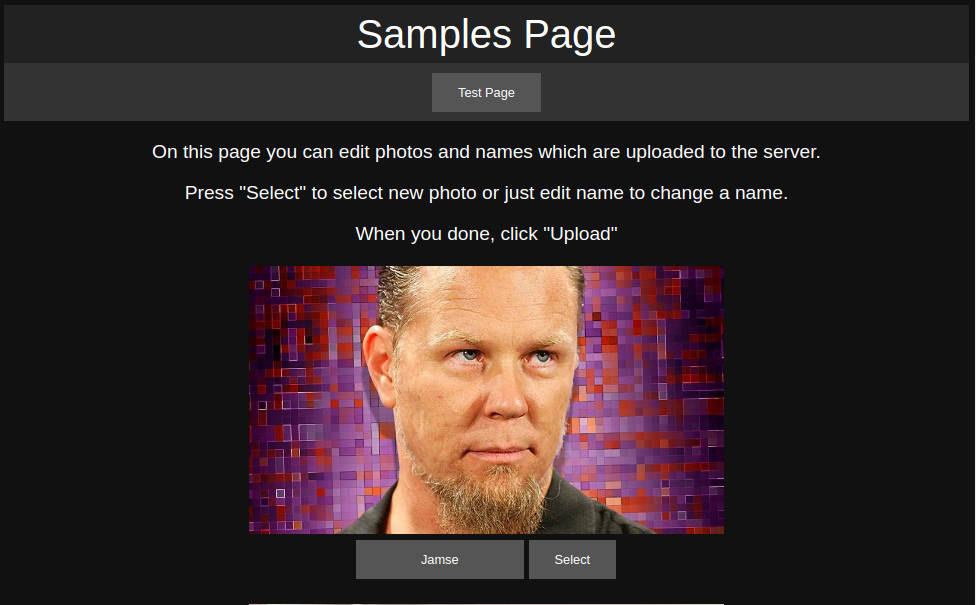 Samples Page
Test Page
On this page you can edit photos and names which are uploaded to the server.
Press "Select" to select new photo or just edit name to change a name.
When you done, click "Upload"
Jamse Select